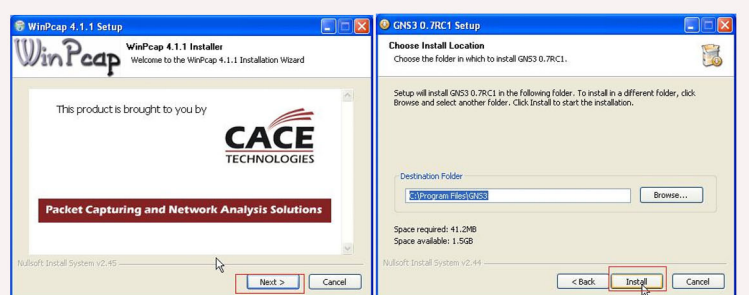 WinPcap 4.1.1 Setup
WinPcap
WinPcap 4.1.1 Installer
Welcome to the WinPcap 4.1.1 Installation Wizard
This product is brought to you by
CACE
TECHNOLOGIES
Packet Capturing and Network Analysis Solutions
Nullsoft Install System v2.45
Next >
Cancel
GNS3 0.7RC1 Setup
Choose Install Location
Choose the folder in which to install GNS3 0.7RC1.
Setup will install GNS3 0.7RC1 in the following folder. To install in a different folder, click
Browse and select another folder. Click Install to start the installation.
Destination Folder
C:\Program Files\GNS3
Browse...
Space required: 41.2MB
Space available: 1.5GB
Nullsoft Install System v2.44
< Back
Install
Cancel